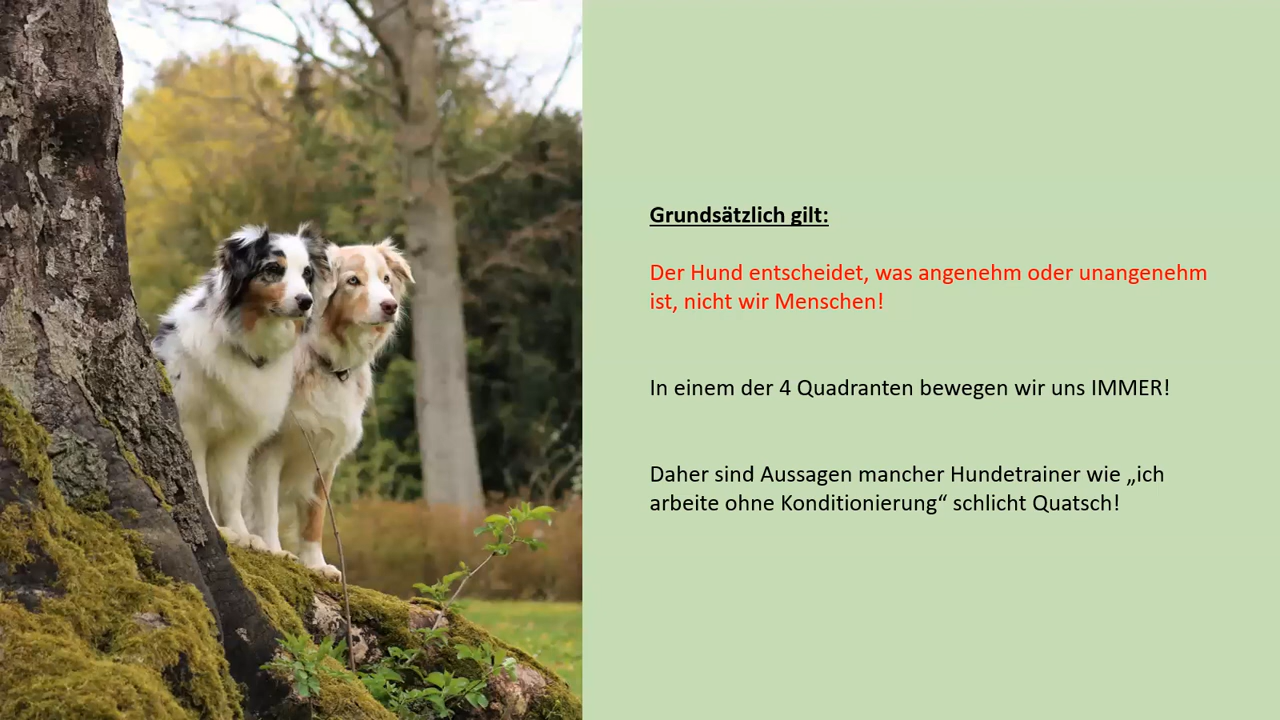 Grundsätzlich gilt:
Der Hund entscheidet, was angenehm oder unangenehm
ist, nicht wir Menschen!
In einem der 4 Quadranten bewegen wir uns IMMER!
Daher sind Aussagen mancher Hundetrainer wie „ich
arbeite ohne Konditionierung“ schlicht Quatsch!